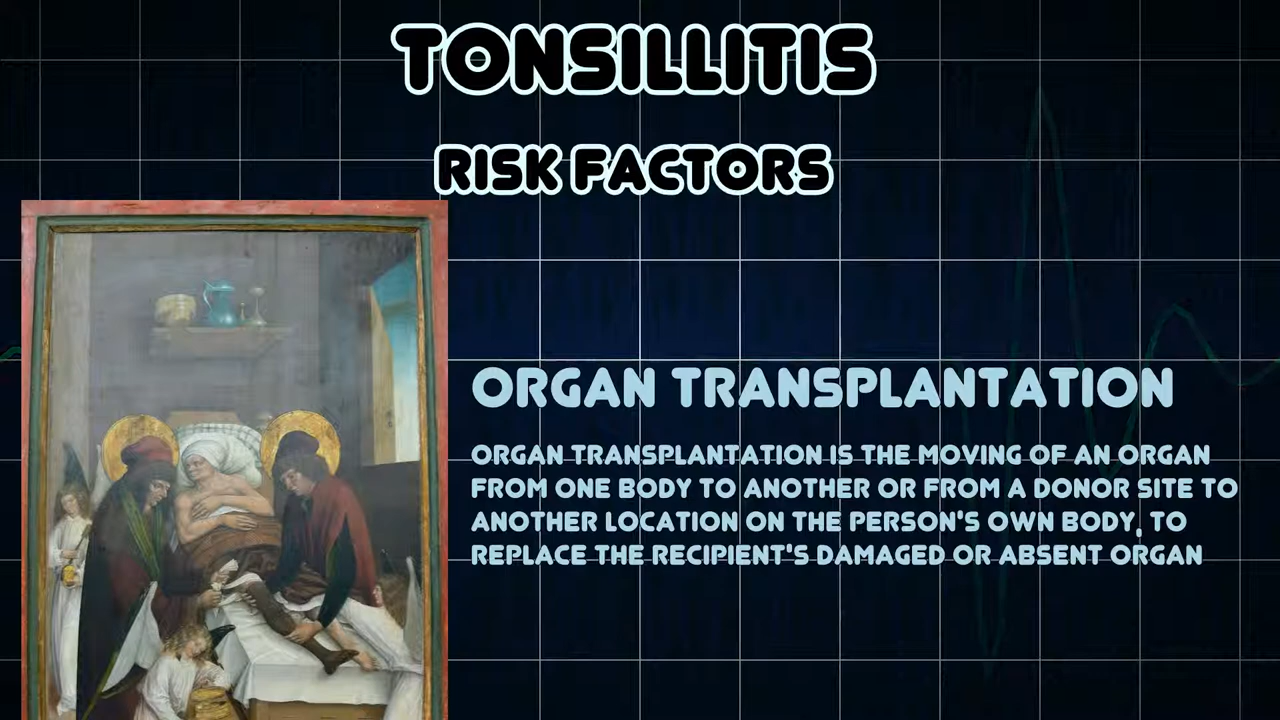 TONSILLITIS
RISK FACTORS
ORGAN TRANSPLANTATION
ORGAN TRANSPLANTATION IS THE MOVING OF AN ORGAN
FROM ONE BODY TO ANOTHER OR FROM A DONOR SITE TO
ANOTHER LOCATION ON THE PERSON'S OWN BODY, TO
REPLACE THE RECIPIENT'S DAMAGED OR ABSENT ORGAN